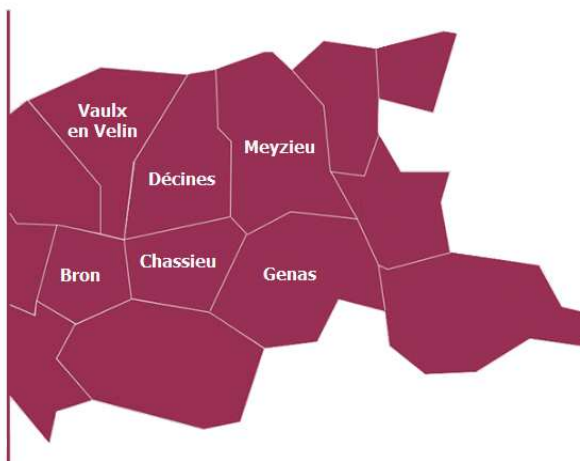 Vaulx
en Velin
Meyzieu
Décines
Chassieu
Bron
Genas